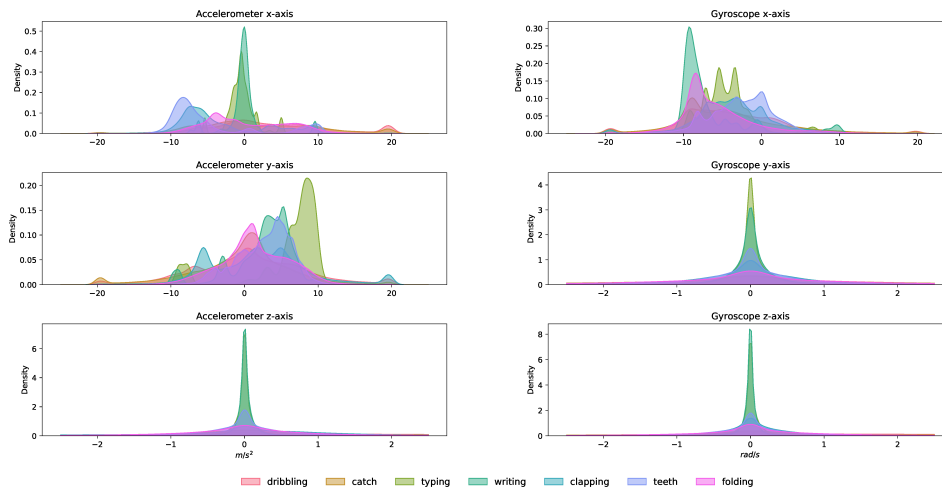 Accelerometer x-axis
Density
0.5
0.4
0.3
0.2
0.1
0.0
−20 −10 0 10 20
Gyroscope x-axis
Density
0.30
0.25
0.20
0.15
0.10
0.05
0.00
−20 −10 0 10 20
Accelerometer y-axis
Density
0.20
0.15
0.10
0.05
0.00
−20 −10 0 10 20
Gyroscope y-axis
Density
4
3
2
1
0
−2 −1 0 1 2
Accelerometer z-axis
Density
6
4
2
0
−2 −1 0 1 2
m/s²
Gyroscope z-axis
Density
8
6
4
2
0
−2 −1 0 1 2
rad/s
dribbling catch typing writing clapping teeth folding